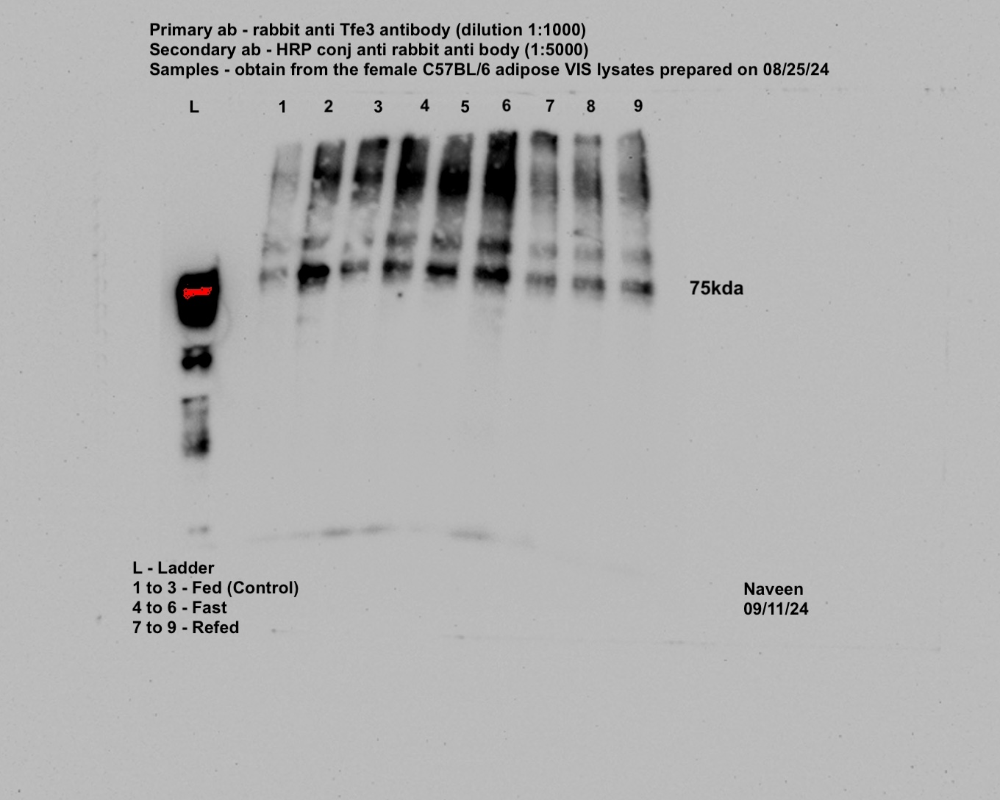 Primary ab - rabbit anti Tfe3 antibody (dilution 1:1000)
Secondary ab - HRP conj anti rabbit anti body (1:5000)
Samples - obtain from the female C57BL/6 adipose VIS lysates prepared on 08/25/24
L 1 2 3 4 5 6 7 8 9
75kda
L - Ladder
1 to 3 - Fed (Control)
4 to 6 - Fast
7 to 9 - Refed
Naveen
09/11/24